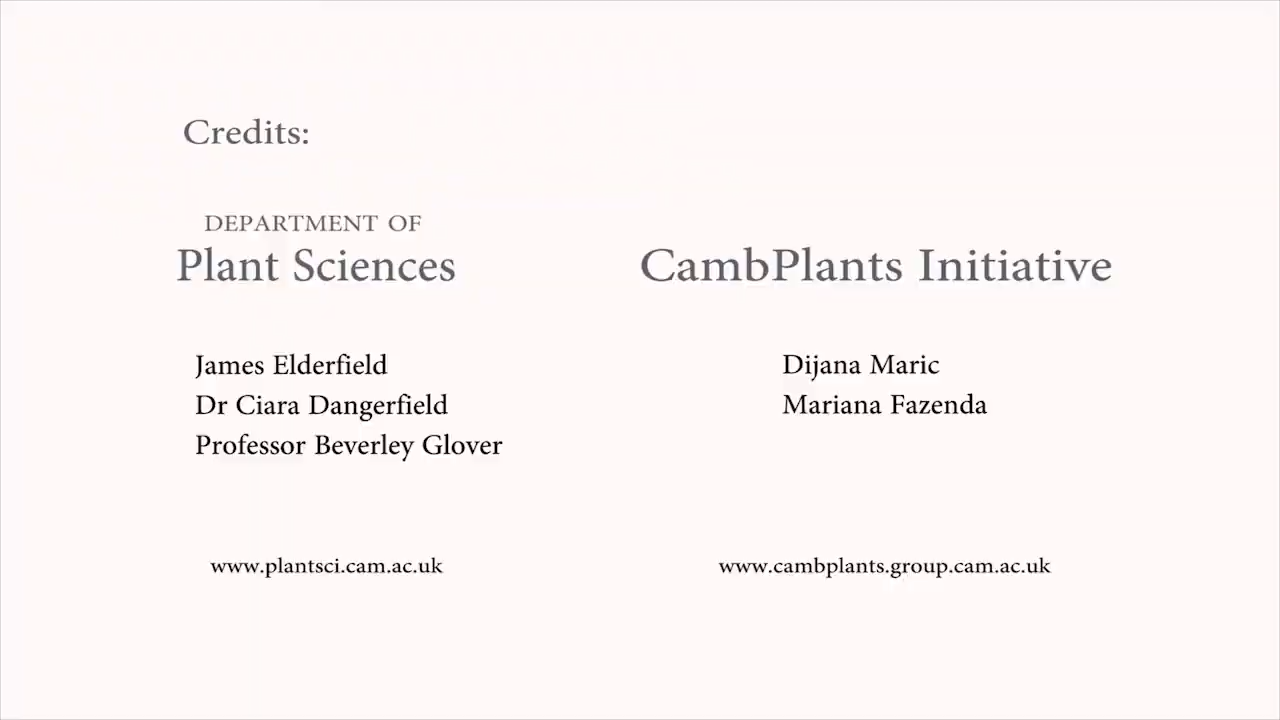 Credits:
DEPARTMENT OF
Plant Sciences
James Elderfield
Dr Ciara Dangerfield
Professor Beverley Glover
www.plantsci.cam.ac.uk
CambPlants Initiative
Dijana Maric
Mariana Fazenda
www.cambplants.group.cam.ac.uk